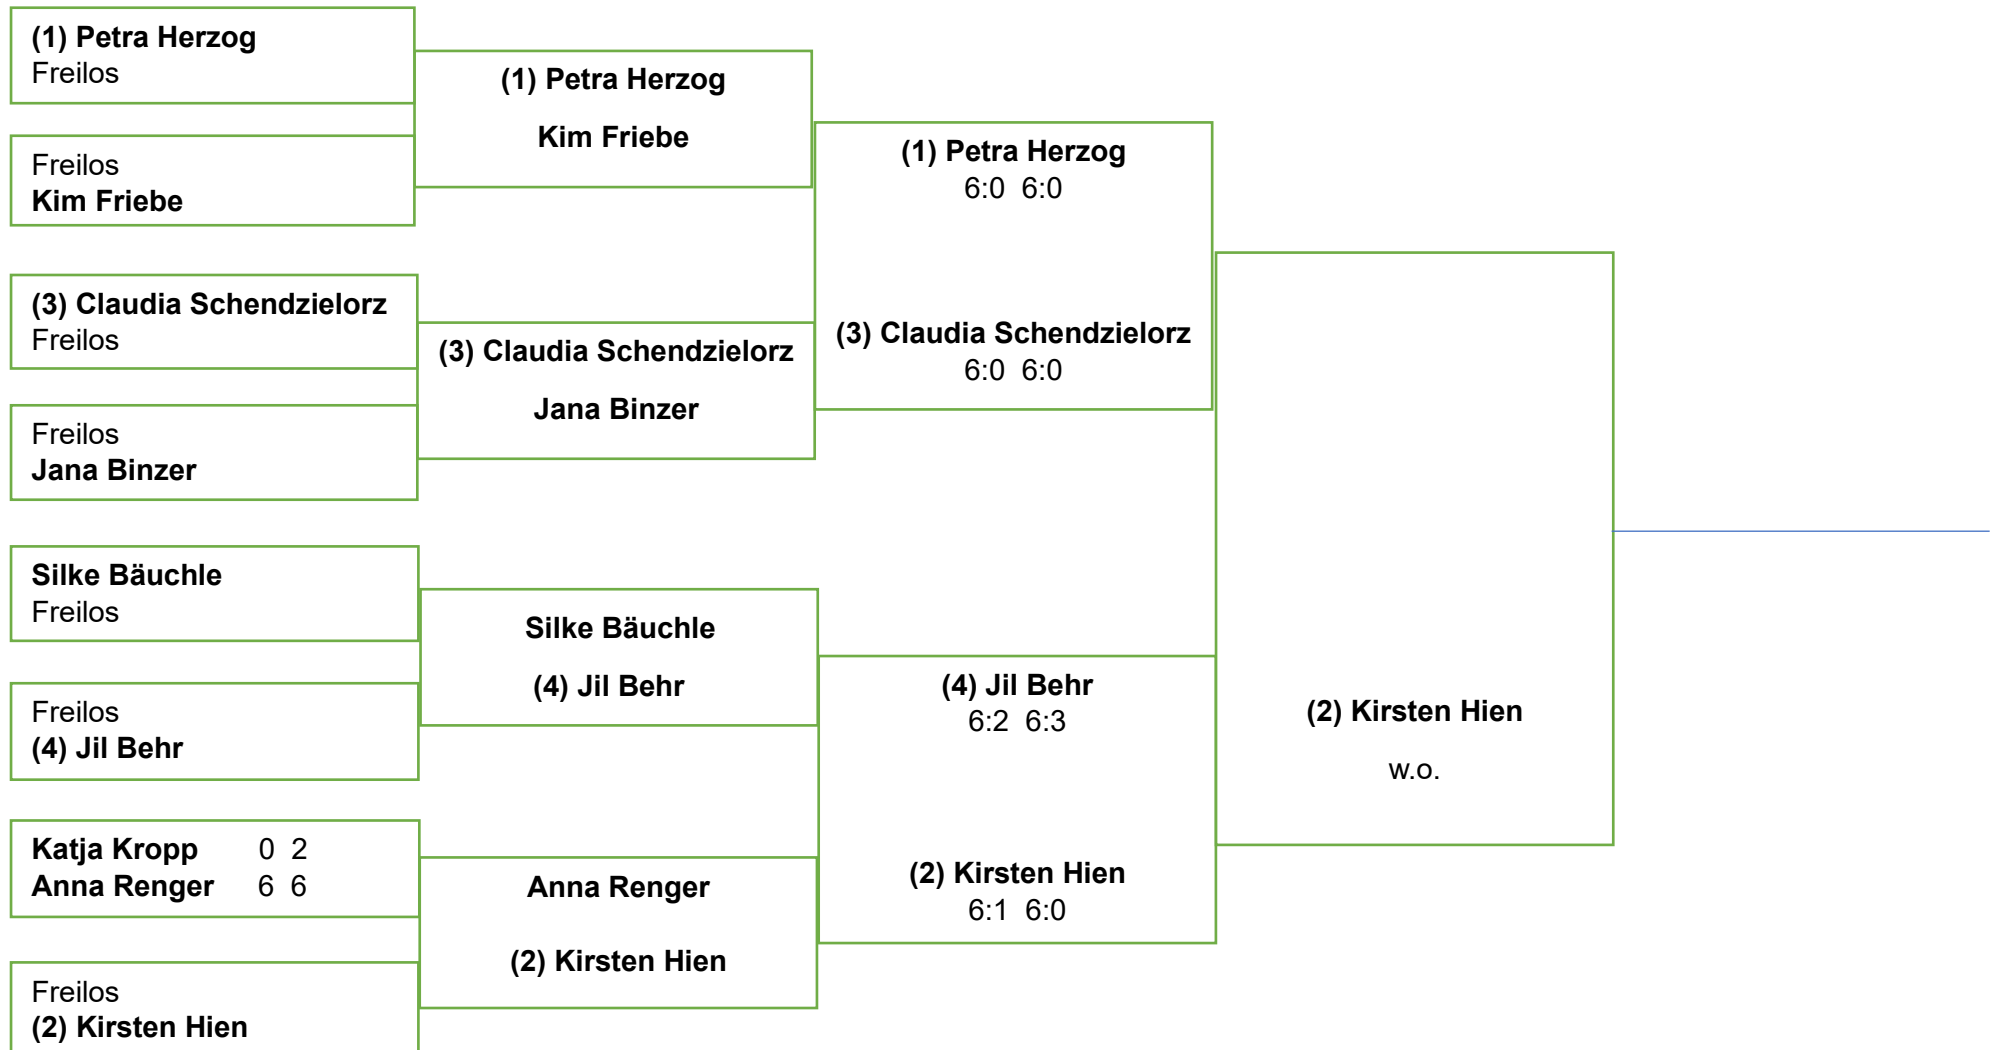 (1) Petra Herzog
Freilos
Freilos
Kim Friebe
(3) Claudia Schendzielorz
Freilos
Freilos
Jana Binzer
Silke Bäuchle
Freilos
Freilos
(4) Jil Behr
Katja Kropp 0 2
Anna Renger 6 6
Freilos
(2) Kirsten Hien
(1) Petra Herzog
Kim Friebe
(3) Claudia Schendzielorz
Jana Binzer
Silke Bäuchle
(4) Jil Behr
Anna Renger
(2) Kirsten Hien
(1) Petra Herzog
6:0 6:0
(3) Claudia Schendzielorz
6:0 6:0
(4) Jil Behr
6:2 6:3
(2) Kirsten Hien
6:1 6:0
(2) Kirsten Hien
w.o.